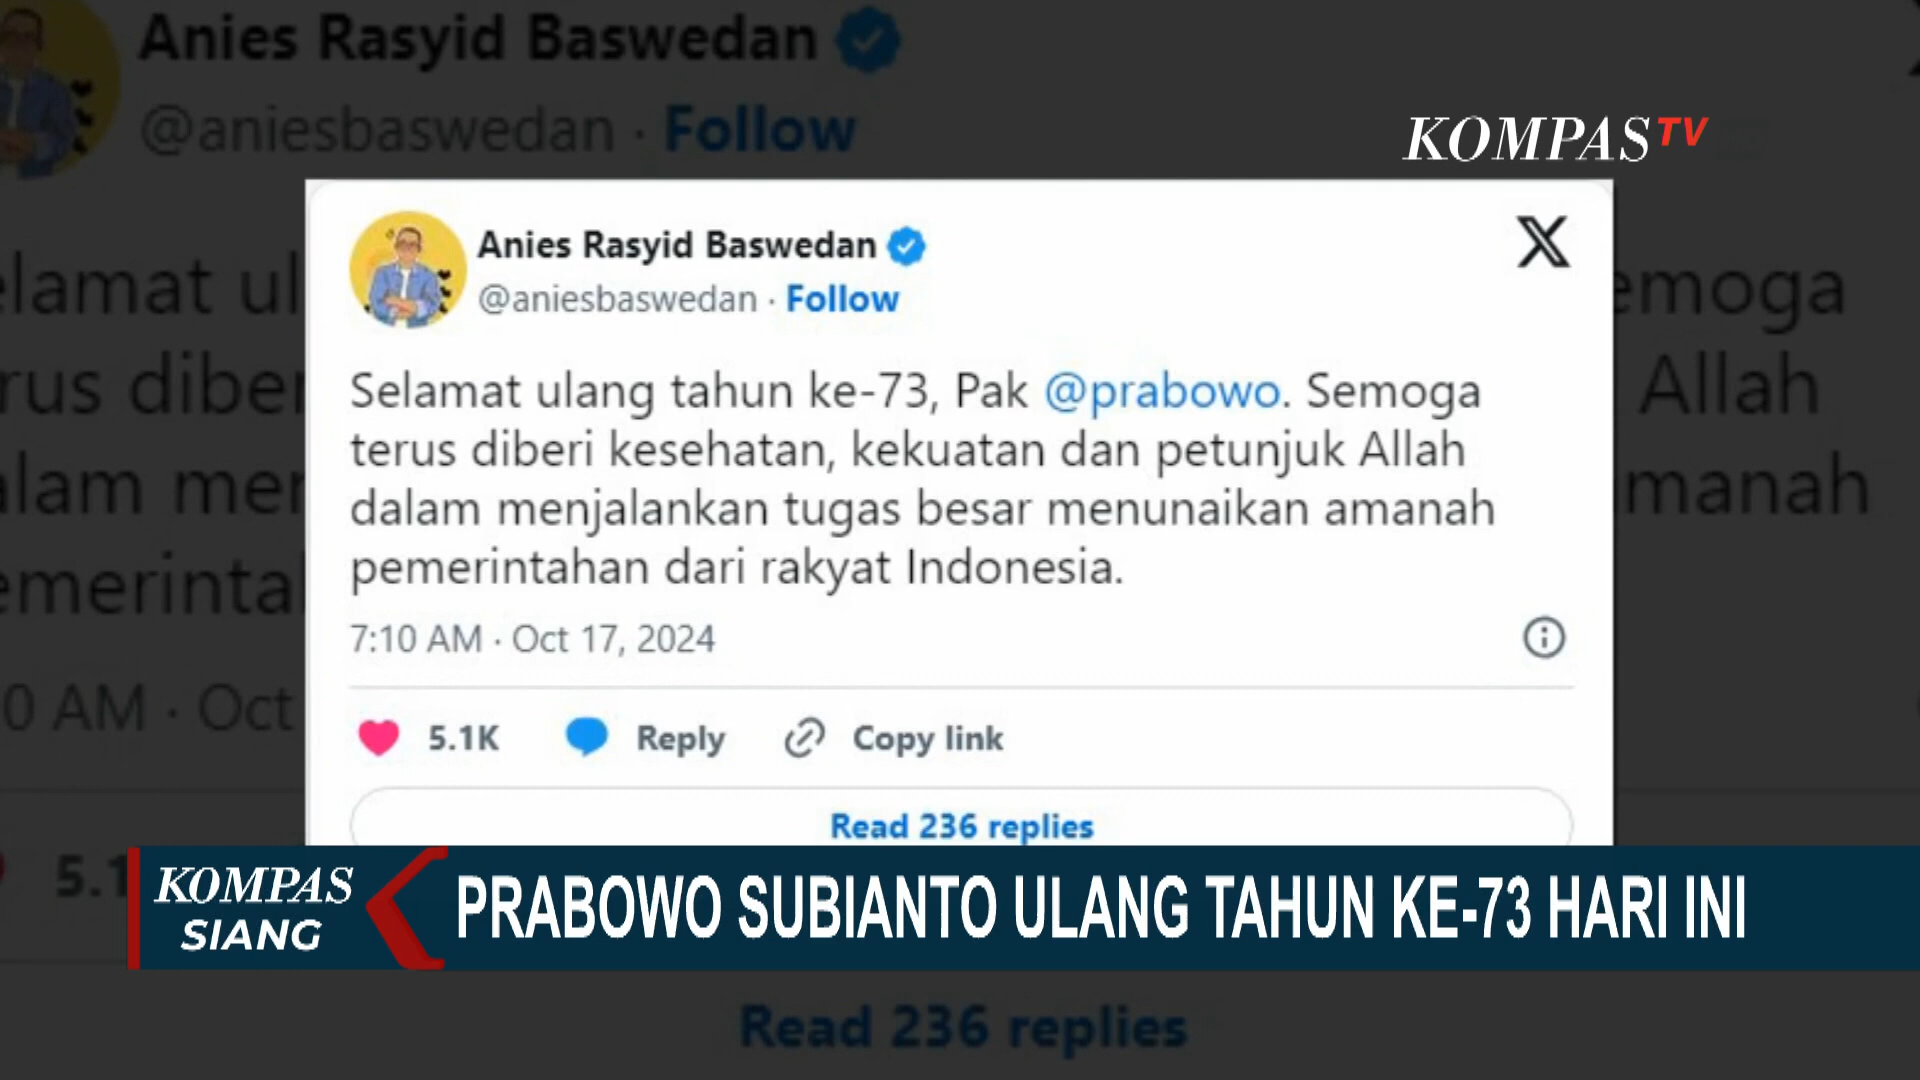 Anies Rasyid Baswedan
@aniesbaswedan · Follow
KOMPAS TV
Anies Rasyid Baswedan
@aniesbaswedan · Follow
Selamat ulang tahun ke-73, Pak @prabowo. Semoga
terus diberi kesehatan, kekuatan dan petunjuk Allah
dalam menjalankan tugas besar menunaikan amanah
pemerintahan dari rakyat Indonesia.
7:10 AM · Oct 17, 2024
5.1K Reply Copy link
Read 236 replies
KOMPAS
SIANG
PRABOWO SUBIANTO ULANG TAHUN KE-73 HARI INI
Read 236 replies